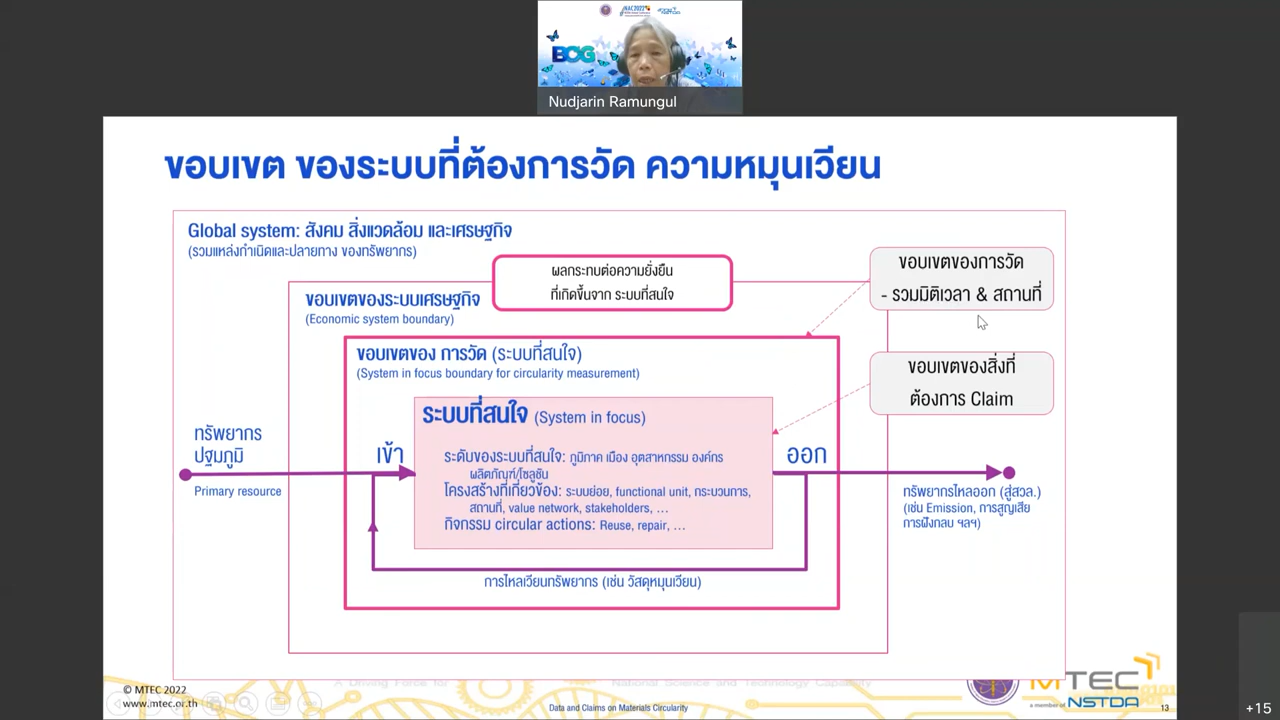 NAC2022
NSTDA
BCG
Nudjarin Ramungul
ขอบเขต ของระบบที่ต้องการวัด ความหมุนเวียน
Global system: สังคม สิ่งแวดล้อม และเศรษฐกิจ
(รวมแหล่งกำเนิดและปลายทาง ของทรัพยากร)
ผลกระทบต่อความยั่งยืน
ที่เกิดขึ้นจาก ระบบที่สนใจ
ขอบเขตของการวัด
- รวมมิติเวลา & สถานที่
ขอบเขตของระบบเศรษฐกิจ
(Economic system boundary)
ขอบเขตของ การวัด (ระบบที่สนใจ)
(System in focus boundary for circularity measurement)
ขอบเขตของสิ่งที่
ต้องการ Claim
ระบบที่สนใจ (System in focus)
ทรัพยากร
ปฐมภูมิ
เข้า
ออก
ระดับของระบบที่สนใจ: ภูมิภาค เมือง อุตสาหกรรม องค์กร
ผลิตภัณฑ์/โซลูชัน
โครงสร้างที่เกี่ยวข้อง: ระบบย่อย, functional unit, กระบวนการ,
สถานที่, value network, stakeholders, ...
กิจกรรม circular actions: Reuse, repair, ...
Primary resource
ทรัพยากรไหลออก (สู่สวล.)
(เช่น Emission, การสูญเสีย
การฝังกลบ ฯลฯ)
การไหลเวียนทรัพยากร (เช่น วัสดุหมุนเวียน)
A Driving Force for
National Science and Technology Capability
© MTEC 2022
www.mtec.or.th
Data and Claims on Materials Circularity
MTEC
a member of NSTDA
13
+15